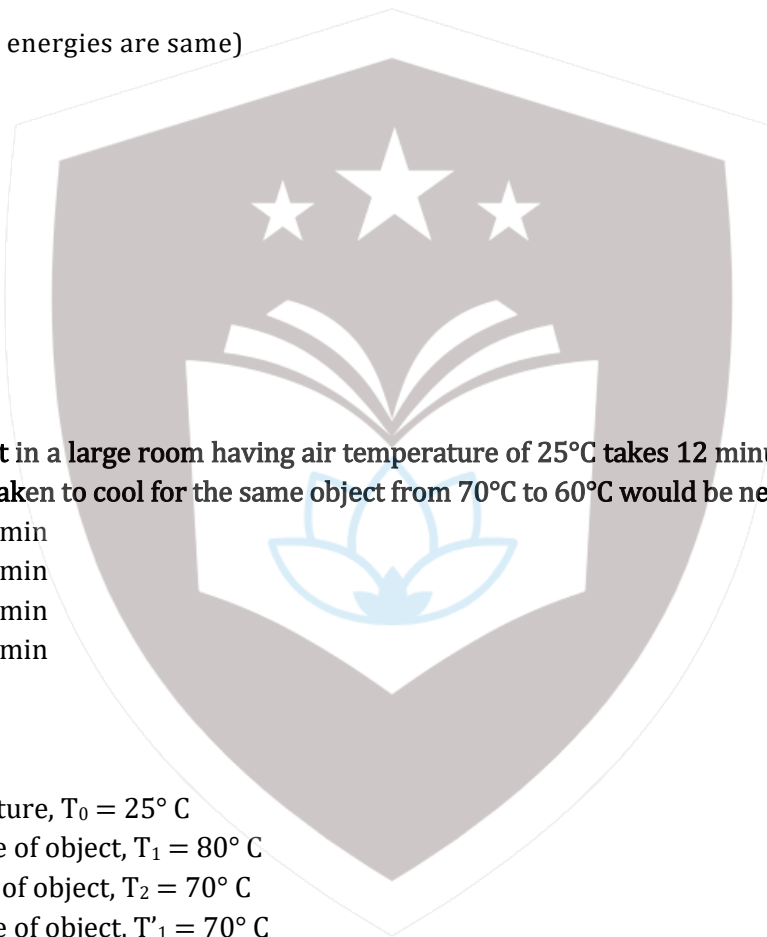 energies are same)
t in a large room having air temperature of 25°C takes 12 minu
aken to cool for the same object from 70°C to 60°C would be ne
min
min
min
min
ture, T₀ = 25° C
e of object, T₁ = 80° C
of object, T₂ = 70° C
e of object, T'₁ = 70° C